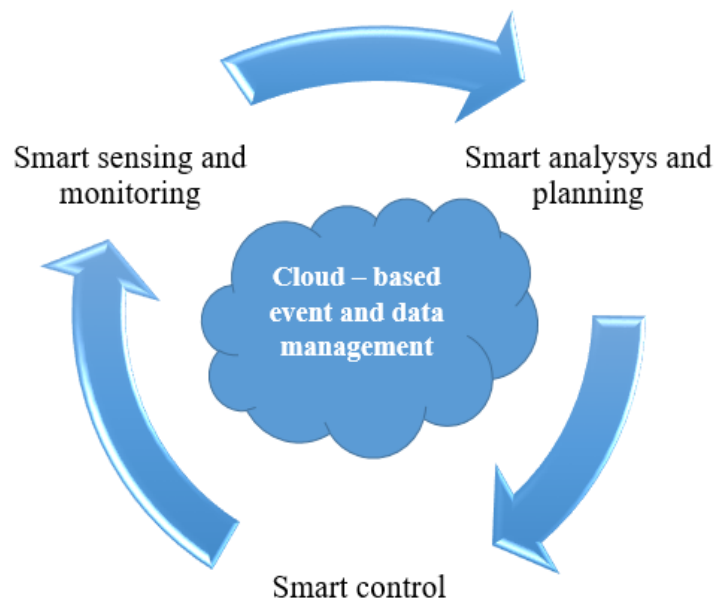 Smart sensing and
monitoring
Smart analysys and
planning
Cloud – based
event and data
management
Smart control